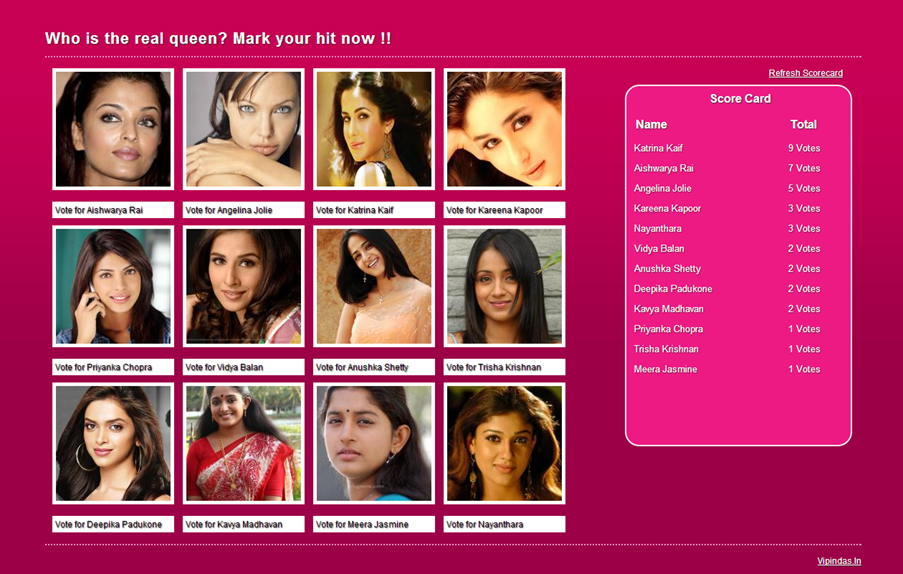 Who is the real queen? Mark your hit now !!
Refresh Scorecard
Vote for Aishwarya Rai
Vote for Angelina Jolie
Vote for Katrina Kaif
Vote for Kareena Kapoor
Vote for Priyanka Chopra
Vote for Vidya Balan
Vote for Anushka Shetty
Vote for Trisha Krishnan
Vote for Deepika Padukone
Vote for Kavya Madhavan
Vote for Meera Jasmine
Vote for Nayanthara
Score Card
Name Total
Katrina Kaif 9 Votes
Aishwarya Rai 7 Votes
Angelina Jolie 5 Votes
Kareena Kapoor 3 Votes
Nayanthara 3 Votes
Vidya Balan 2 Votes
Anushka Shetty 2 Votes
Deepika Padukone 2 Votes
Kavya Madhavan 2 Votes
Priyanka Chopra 1 Votes
Trisha Krishnan 1 Votes
Meera Jasmine 1 Votes
Vipindas.In